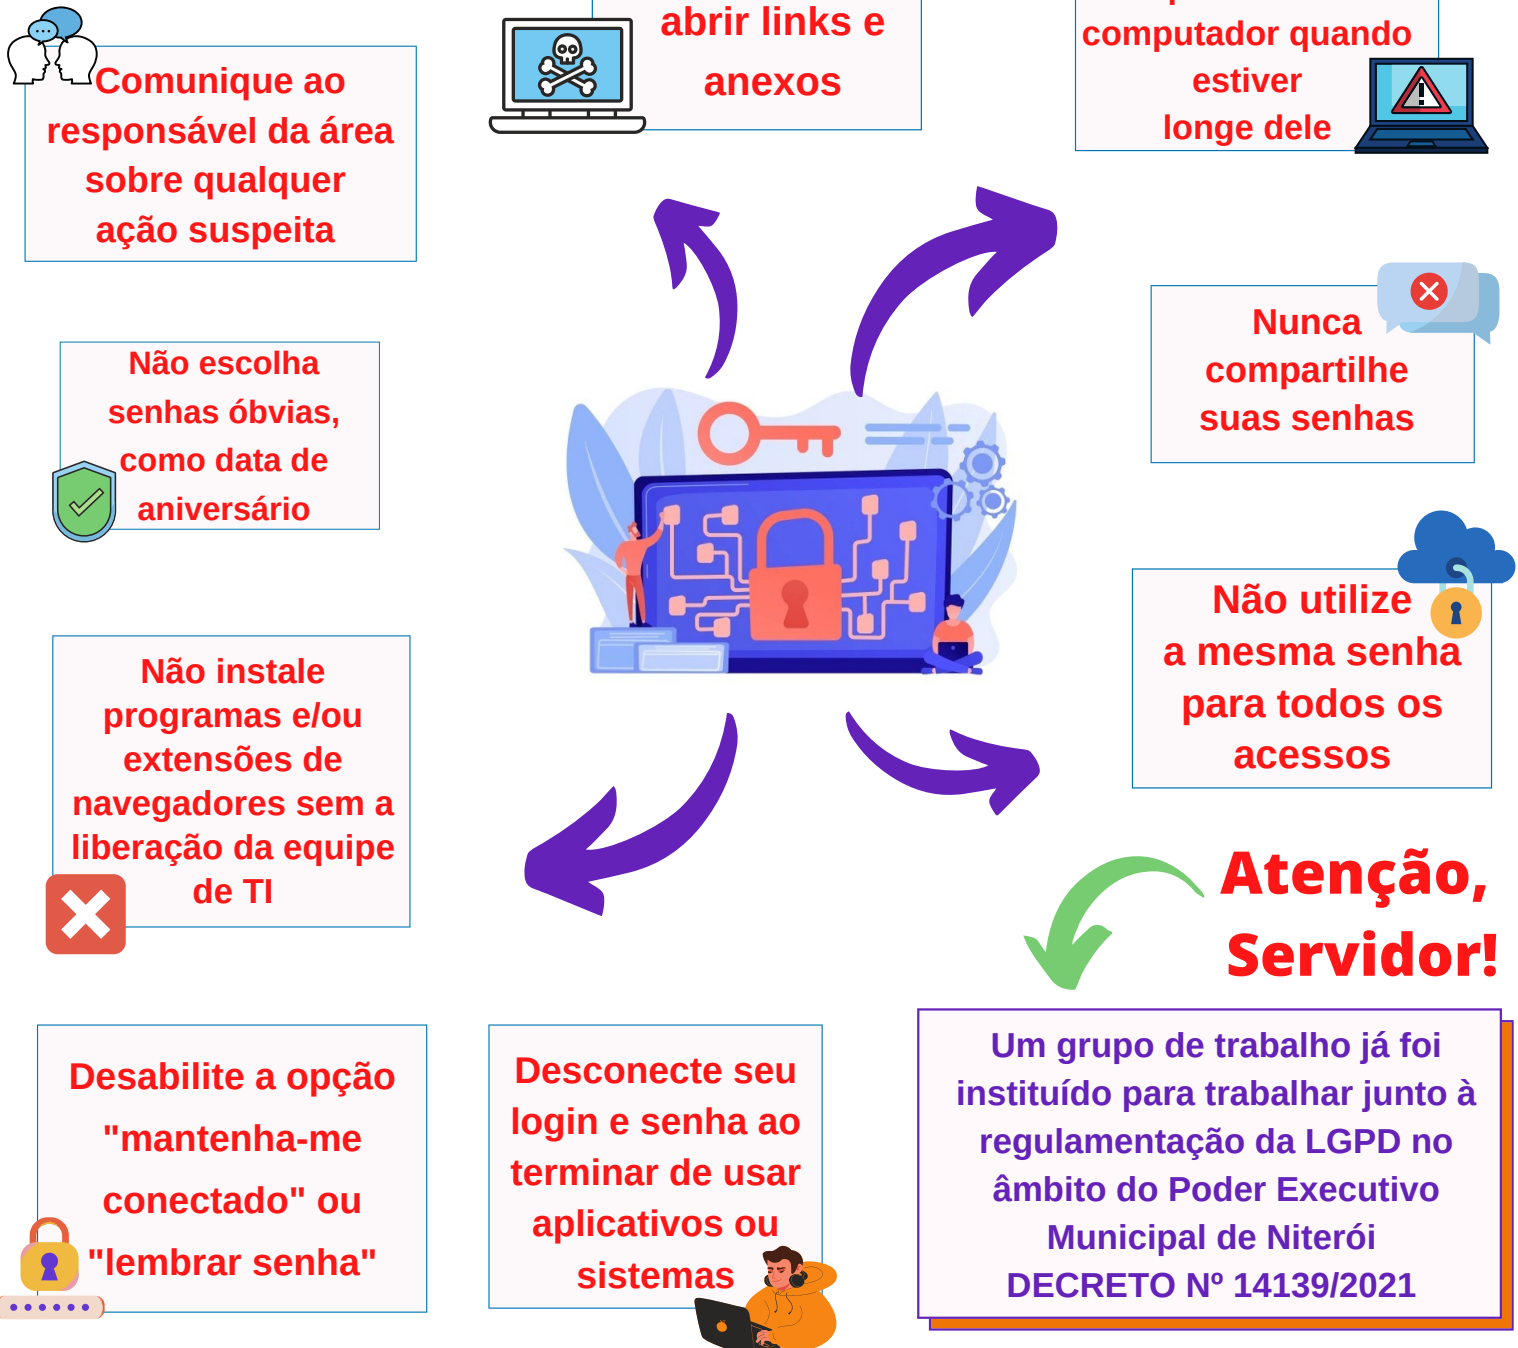 Comunique ao
responsável da área
sobre qualquer
ação suspeita
abrir links e
anexos
computador quando
estiver
longe dele
Não escolha
senhas óbvias,
como data de
aniversário
Nunca
compartilhe
suas senhas
Não utilize
a mesma senha
para todos os
acessos
Não instale
programas e/ou
extensões de
navegadores sem a
liberação da equipe
de TI
Atenção,
Servidor!
Desabilite a opção
"mantenha-me
conectado" ou
"lembrar senha"
Desconecte seu
login e senha ao
terminar de usar
aplicativos ou
sistemas
Um grupo de trabalho já foi
instituído para trabalhar junto à
regulamentação da LGPD no
âmbito do Poder Executivo
Municipal de Niterói
DECRETO Nº 14139/2021